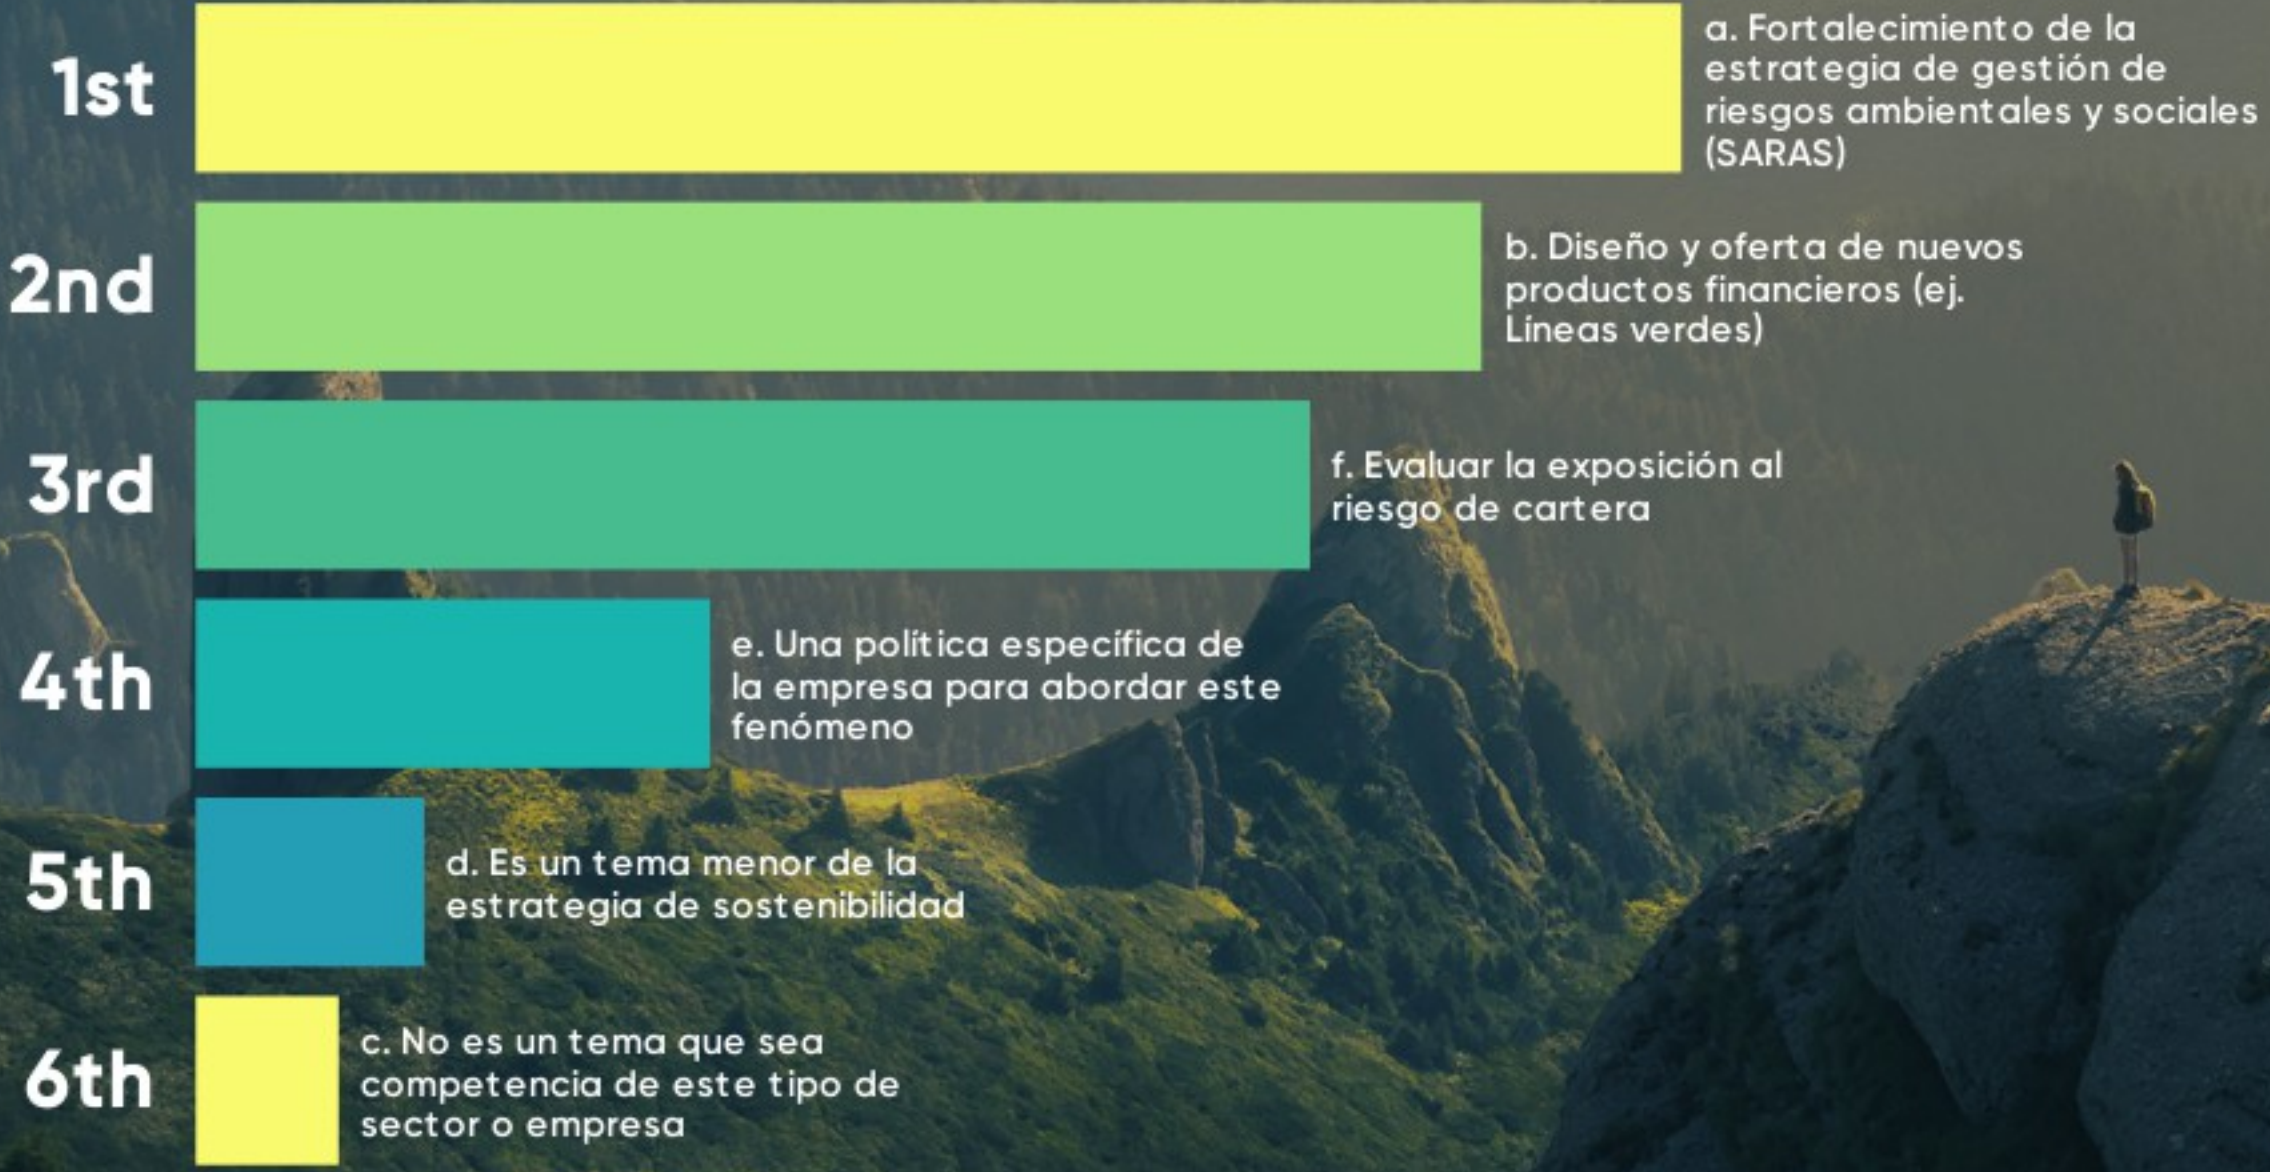 1st
a. Fortalecimiento de la
estrategia de gestión de
riesgos ambientales y sociales
(SARAS)
2nd
b. Diseño y oferta de nuevos
productos financieros (ej.
Líneas verdes)
3rd
f. Evaluar la exposición al
riesgo de cartera
4th
e. Una política específica de
la empresa para abordar este
fenómeno
5th
d. Es un tema menor de la
estrategia de sostenibilidad
6th
c. No es un tema que sea
competencia de este tipo de
sector o empresa